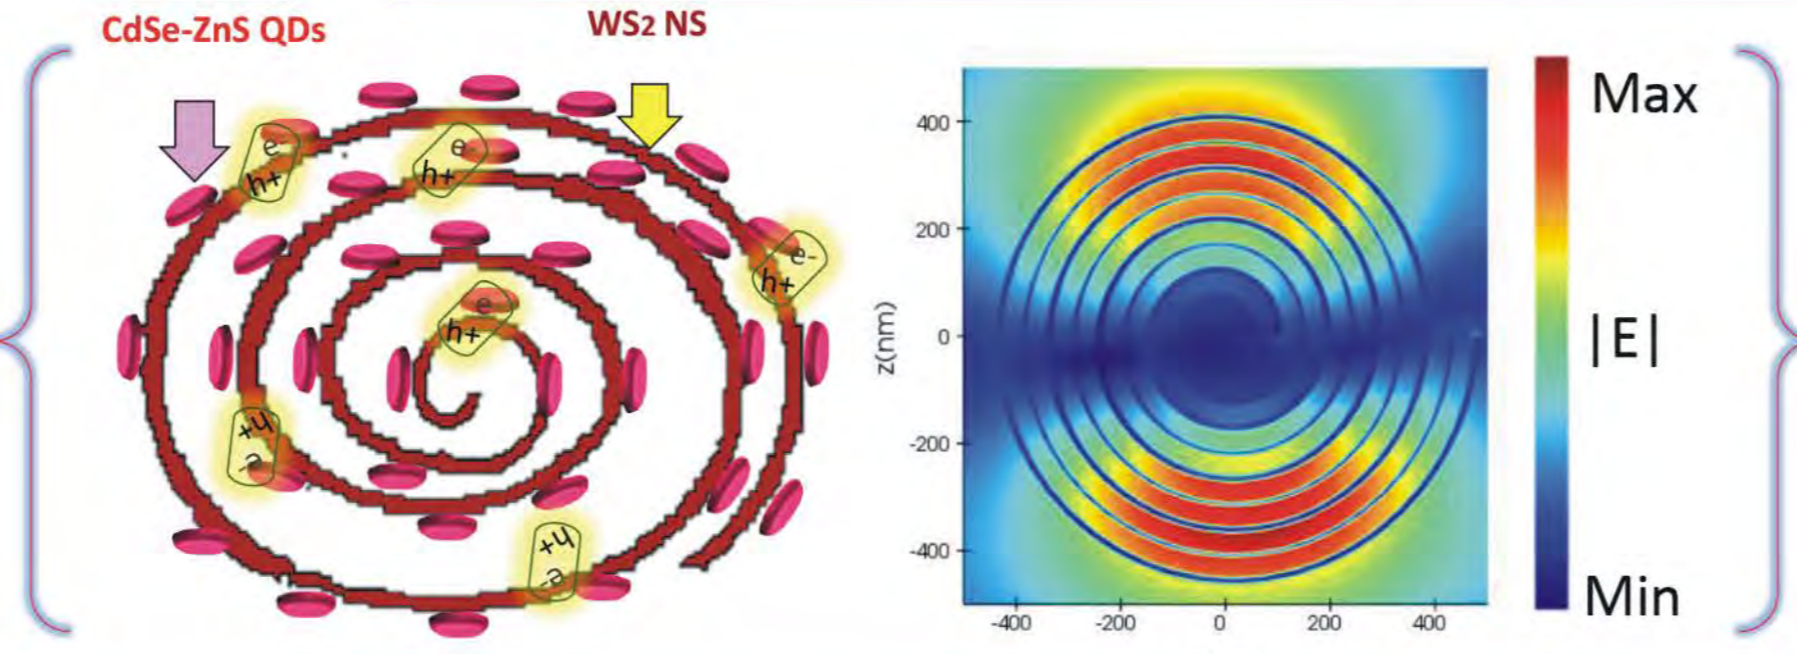 CdSe-ZnS QDs
WS2 NS
e-
h+
e-
h+
e-
h+
e
h+
h+
e-
h+
e-
z(nm)
400
200
0
-200
-400
-400
-200
0
200
400
Max
|E|
Min